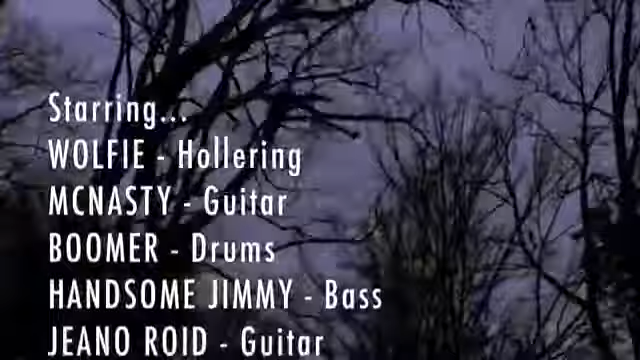 Starring...
WOLFIE - Hollering
MCNASTY - Guitar
BOOMER - Drums
HANDSOME JIMMY - Bass
JEANO ROID - Guitar